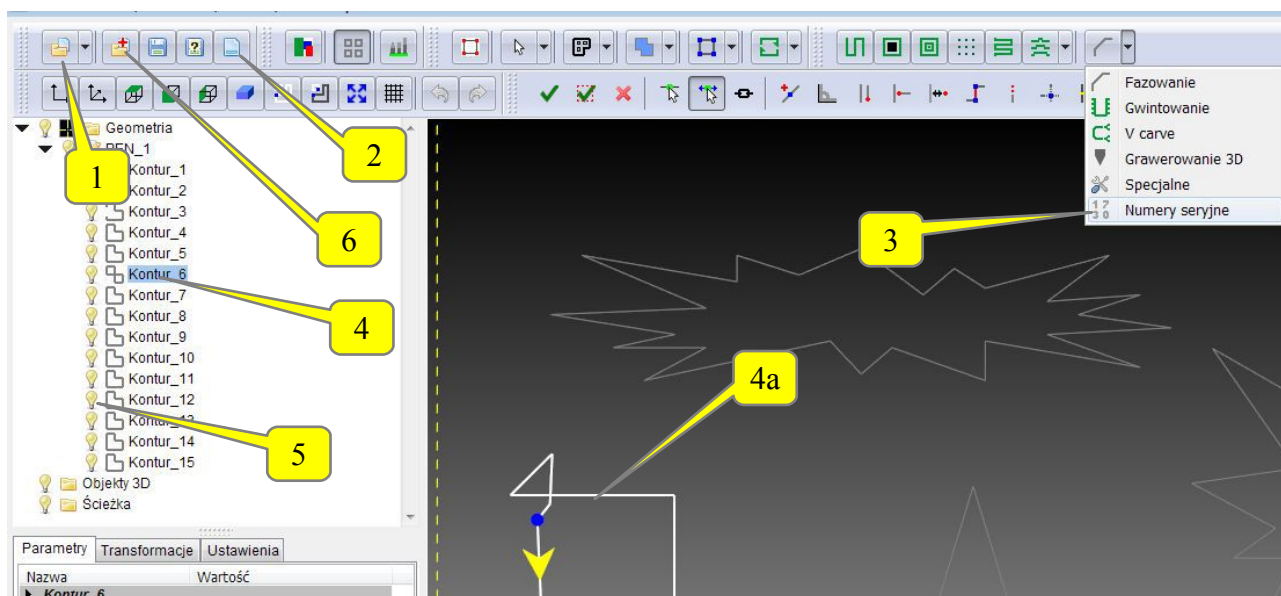 Fazowanie
Gwintowanie
V carve
Grawerowanie 3D
Specjalne
Numery seryjne
1
2
3
4
4a
5
6
Geometria
PEN_1
Kontur_1
Kontur_2
Kontur_3
Kontur_4
Kontur_5
Kontur_6
Kontur_7
Kontur_8
Kontur_9
Kontur_10
Kontur_11
Kontur_12
Kontur_13
Kontur_14
Kontur_15
Objekty 3D
Ścieżka
Parametry Transformacje Ustawienia
Nazwa Wartość
Kontur_6